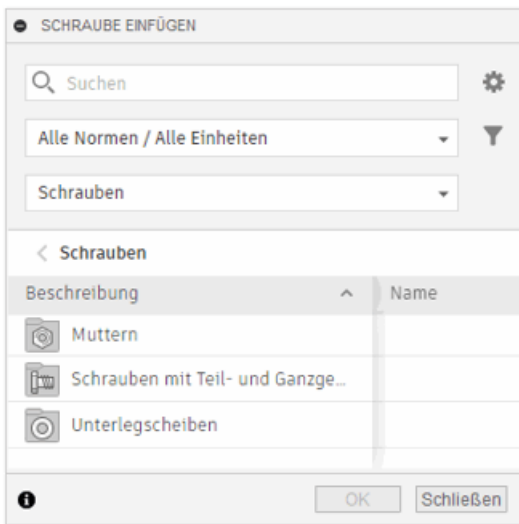 SCHRAUBE EINFÜGEN
Suchen
Alle Normen / Alle Einheiten
Schrauben
Schrauben
Beschreibung Name
Muttern
Schrauben mit Teil- und Ganzge...
Unterlegscheiben
OK Schließen